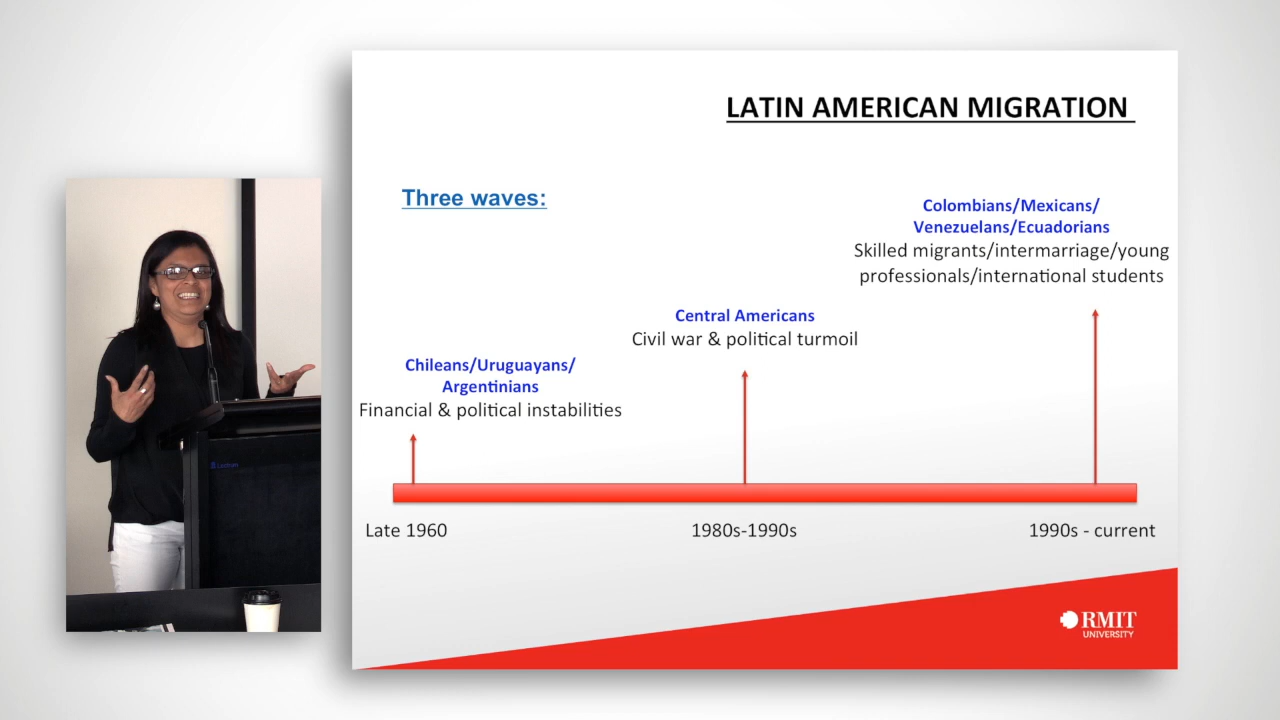 LATIN AMERICAN MIGRATION
Three waves:
Chileans/Uruguayans/
Argentinians
Financial & political instabilities
Central Americans
Civil war & political turmoil
Colombians/Mexicans/
Venezuelans/Ecuadorians
Skilled migrants/intermarriage/young
professionals/international students
Late 1960
1980s-1990s
1990s - current
RMIT
UNIVERSITY